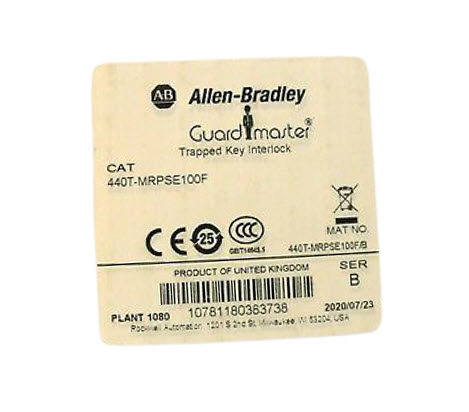 AB Allen-Bradley
Guardmaster®
Trapped Key Interlock
CAT
440T-MRPSE100F
CE 25 CCC
GB/T14048.5
MAT NO.
440T-MRPSE100F/B
PRODUCT OF UNITED KINGDOM
SER
B
PLANT 1080 10781180383738 2020/07/23
Rockwell Automation, 1201 S 2nd St, Milwaukee, WI 53204, USA